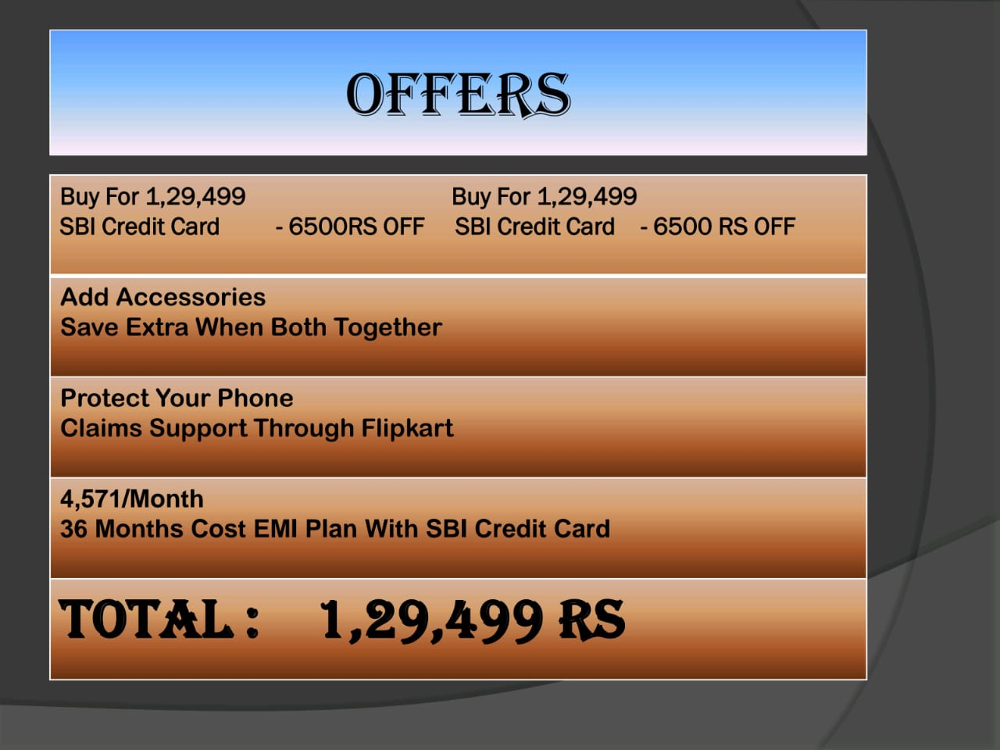 OFFERS
Buy For 1,29,499 Buy For 1,29,499
SBI Credit Card - 6500RS OFF SBI Credit Card - 6500 RS OFF
Add Accessories
Save Extra When Both Together
Protect Your Phone
Claims Support Through Flipkart
4,571/Month
36 Months Cost EMI Plan With SBI Credit Card
TOTAL : 1,29,499 RS